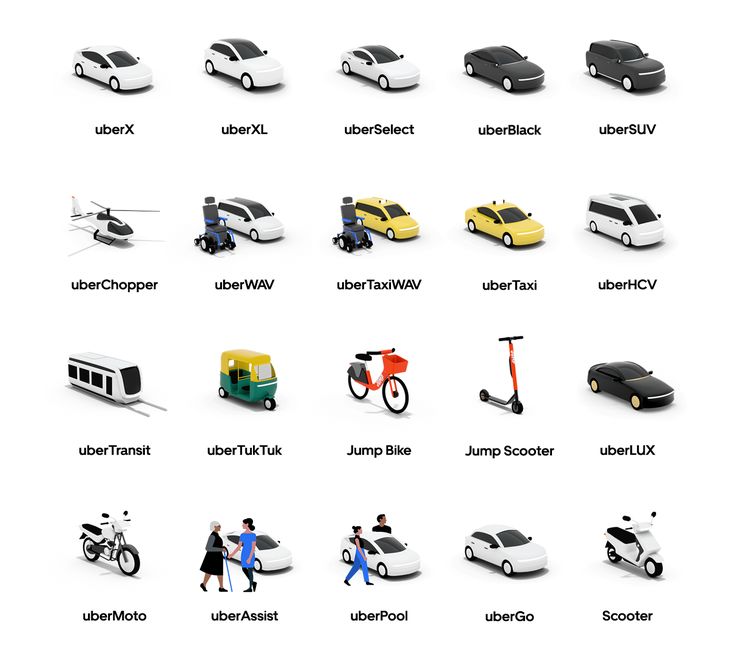 uberX
uberXL
uberSelect
uberBlack
uberSUV
uberChopper
uberWAV
uberTaxiWAV
uberTaxi
uberHCV
uberTransit
uberTukTuk
Jump Bike
Jump Scooter
uberLUX
uberMoto
uberAssist
uberPool
uberGo
Scooter